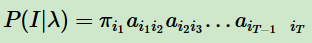 P(I|λ) = π_{i_1} a_{i_1 i_2} a_{i_2 i_3} … a_{i_{T-1} i_T}